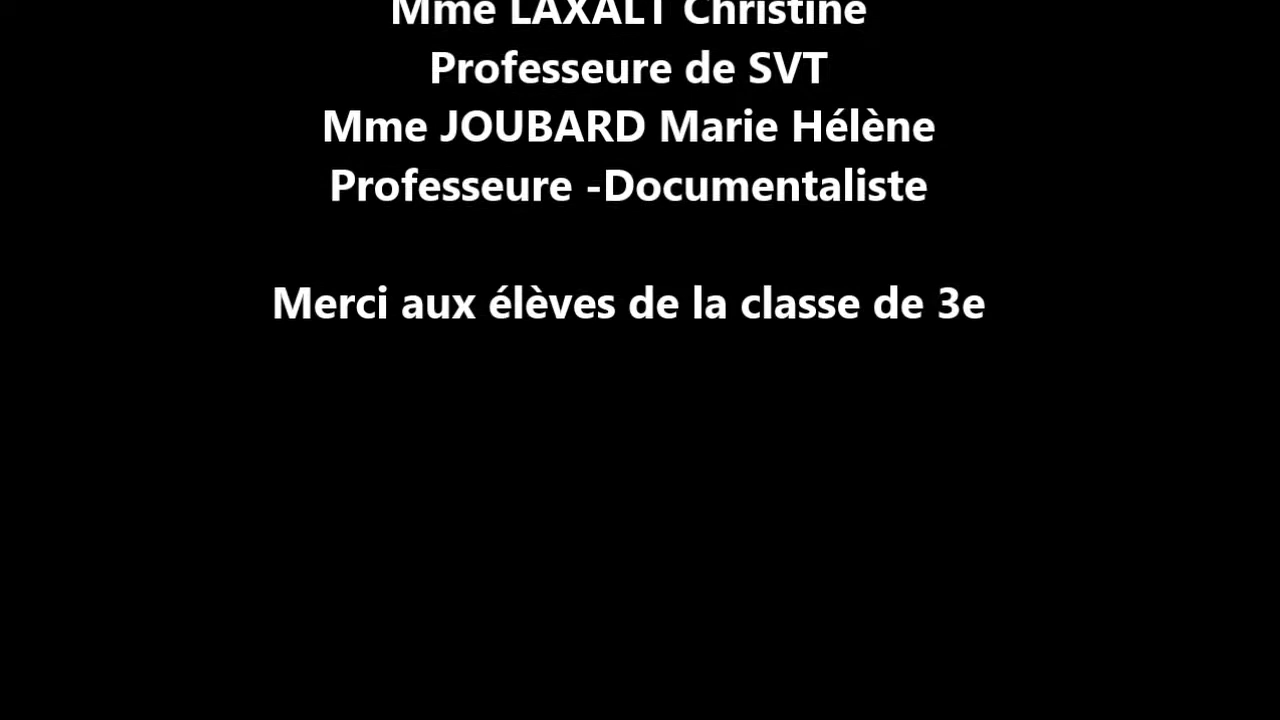 Mme LAXALT Christine
Professeure de SVT
Mme JOUBARD Marie Hélène
Professeure -Documentaliste
Merci aux élèves de la classe de 3e